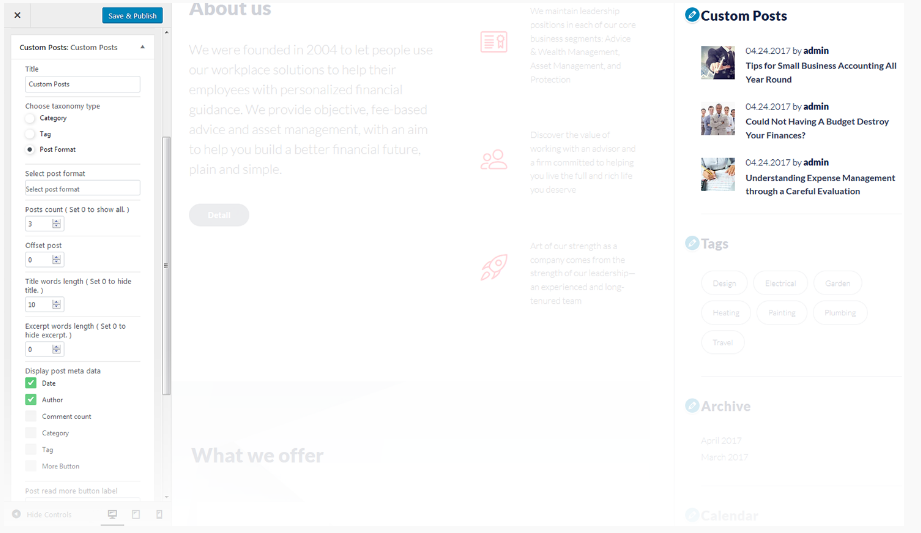 Save & Publish
Custom Posts: Custom Posts
Title
Custom Posts
Choose taxonomy type
Category
Tag
Post Format
Select post format
Select post format
Posts count ( Set 0 to show all. )
3
Offset post
0
Title words length ( Set 0 to hide
title. )
10
Excerpt words length ( Set 0 to
hide excerpt. )
0
Display post meta data
Date
Author
Comment count
Category
Tag
More Button
Post read more button label
Hide Controls
About us
We were founded in 2004 to let people use
our workplace solutions to help their
employees with personalized financial
guidance. We provide objective, fee-based
advice and asset management, with an aim
to help you build a better financial future,
plain and simple.
Detail
We maintain leadership
positions in each of our core
business segments: Advice
& Wealth Management,
Asset Management, and
Protection
Discover the value of
working with an advisor and
a firm committed to helping
you live the full and rich life
you deserve.
Art of our strength as a
company comes from the
strength of our leadership—
an experienced and long-
tenured team
What we offer
Custom Posts
04.24.2017 by admin
Tips for Small Business Accounting All
Year Round
04.24.2017 by admin
Could Not Having A Budget Destroy
Your Finances?
04.24.2017 by admin
Understanding Expense Management
through a Careful Evaluation
Tags
Design
Electrical
Garden
Heating
Painting
Plumbing
Travel
Archive
April 2017
March 2017
Calendar